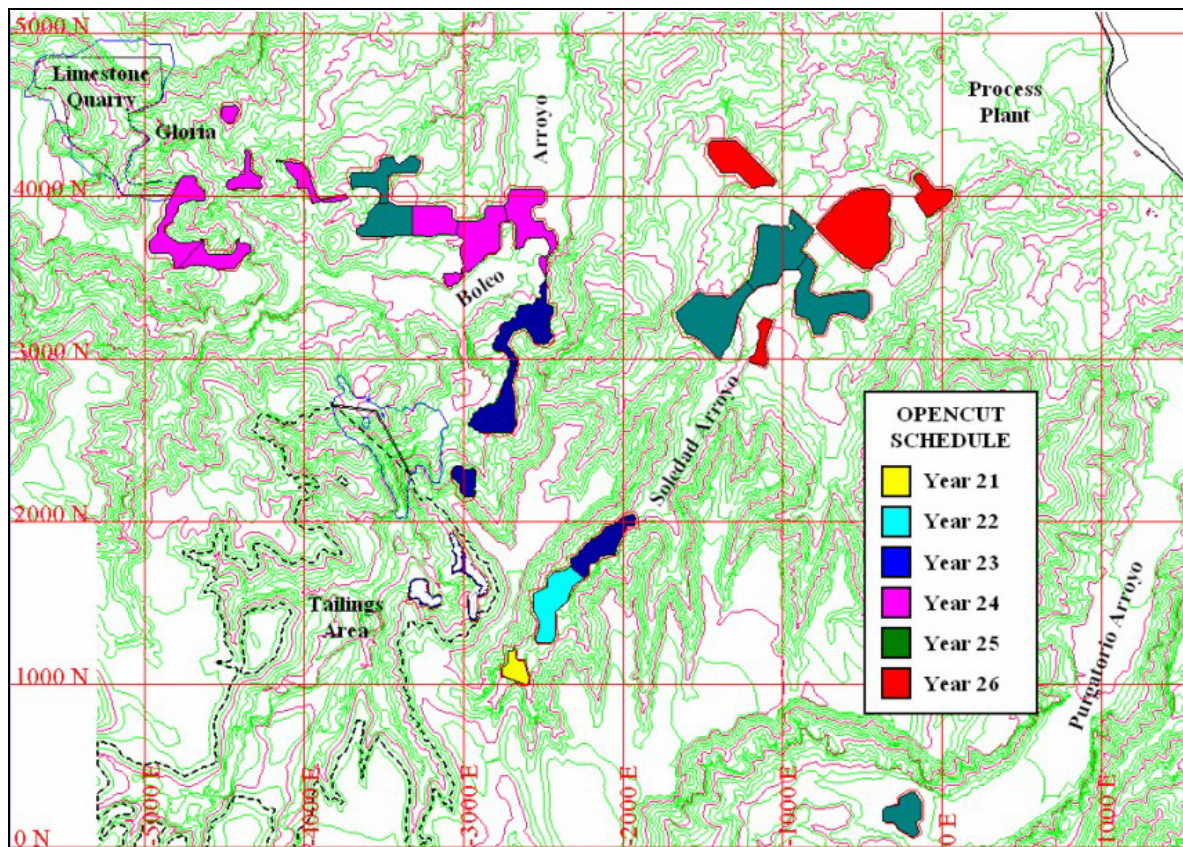 5000 N
Limestone
Quarry
Gloria
Arroyo
Process
Plant
4000 N
Boleo
3000 N
Soledad Arroyo
OPENCUT
SCHEDULE
Year 21
Year 22
Year 23
Year 24
Year 25
Year 26
2000 N
Tailings
Area
Purgatorio Arroyo
1000 N
0 N
-5000 E
-4000 E
-3000 E
-2000 E
-1000 E
0 E
1000 E